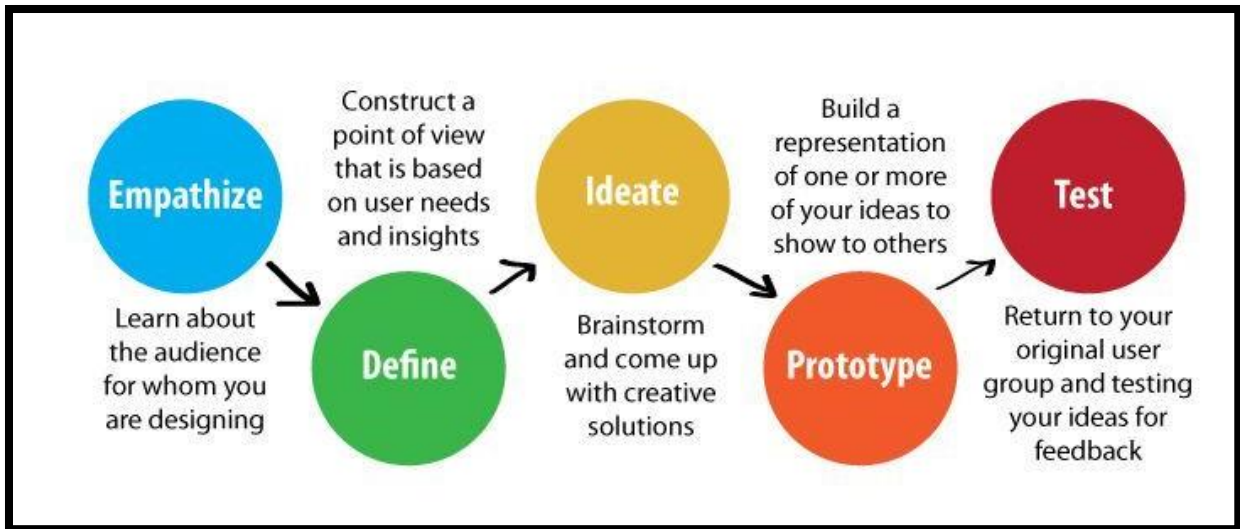 Empathize
Learn about
the audience
for whom you
are designing
Construct a
point of view
that is based
on user needs
and insights
Define
Ideate
Brainstorm
and come up
with creative
solutions
Build a
representation
of one or more
of your ideas to
show to others
Prototype
Test
Return to your
original user
group and testing
your ideas for
feedback